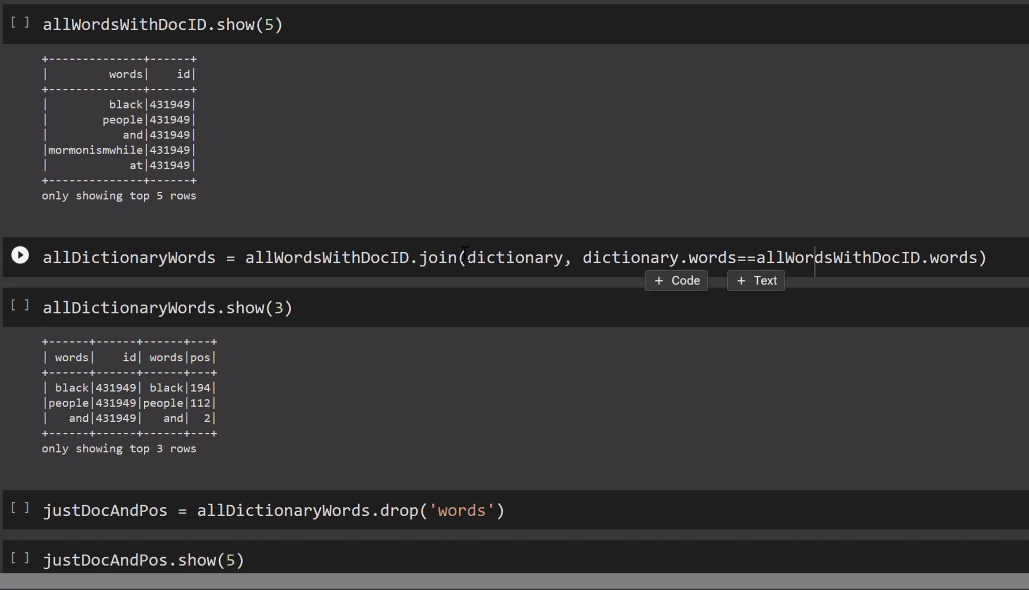 [ ] allWordsWithDocID.show(5)
+--------------+------+
|         words|    id|
+--------------+------+
|         black|431949|
|        people|431949|
|           and|431949|
|mormonismwhile|431949|
|            at|431949|
+--------------+------+
only showing top 5 rows
allDictionaryWords = allWordsWithDocID.join(dictionary, dictionary.words==allWordsWithDocID.words)
+ Code + Text
[ ] allDictionaryWords.show(3)
+------+------+------+---+
| words|    id| words|pos|
+------+------+------+---+
| black|431949| black|194|
|people|431949|people|112|
|   and|431949|   and|  2|
+------+------+------+---+
only showing top 3 rows
[ ] justDocAndPos = allDictionaryWords.drop('words')
[ ] justDocAndPos.show(5)